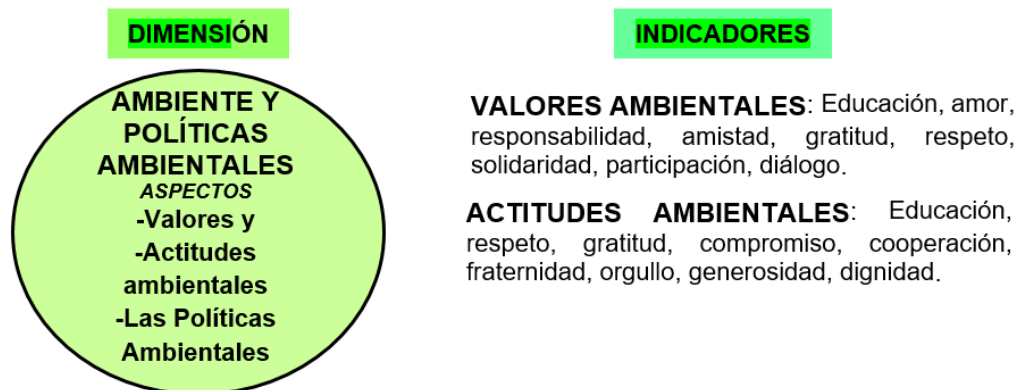 DIMENSIÓN
AMBIENTE Y
POLÍTICAS
AMBIENTALES
ASPECTOS
-Valores y
-Actitudes
ambientales
-Las Políticas
Ambientales
INDICADORES
VALORES AMBIENTALES: Educación, amor,
responsabilidad, amistad, gratitud, respeto,
solidaridad, participación, diálogo.
ACTITUDES AMBIENTALES: Educación,
respeto, gratitud, compromiso, cooperación,
fraternidad, orgullo, generosidad, dignidad.